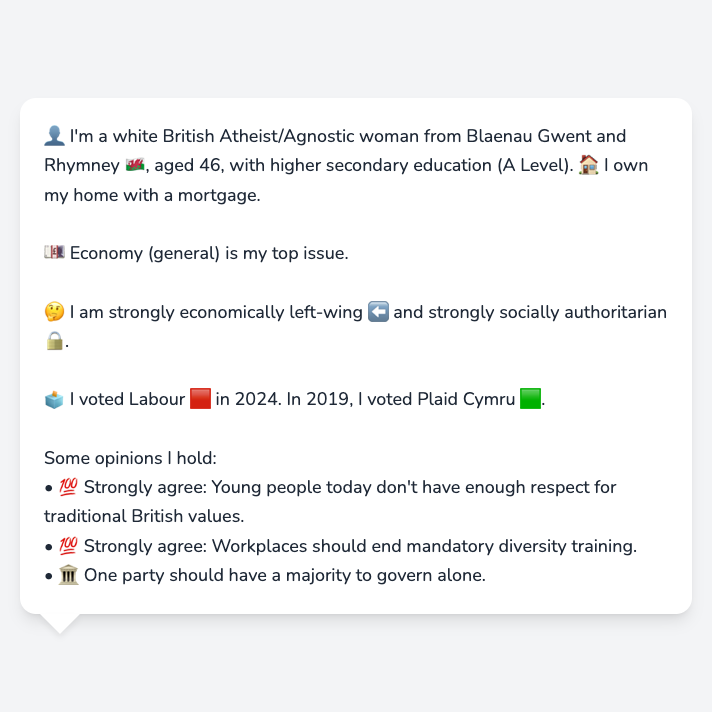 👤 I'm a white British Atheist/Agnostic woman from Blaenau Gwent and
Rhymney 🏴󠁧󠁢󠁷󠁬󠁳󠁿, aged 46, with higher secondary education (A Level). 🏠 I own
my home with a mortgage.
💷 Economy (general) is my top issue.
🤔 I am strongly economically left-wing ⬅️ and strongly socially authoritarian
🔒.
🗳️ I voted Labour 🟥 in 2024. In 2019, I voted Plaid Cymru 🟩.
Some opinions I hold:
• 💯 Strongly agree: Young people today don't have enough respect for
traditional British values.
• 💯 Strongly agree: Workplaces should end mandatory diversity training.
• 🏛️ One party should have a majority to govern alone.